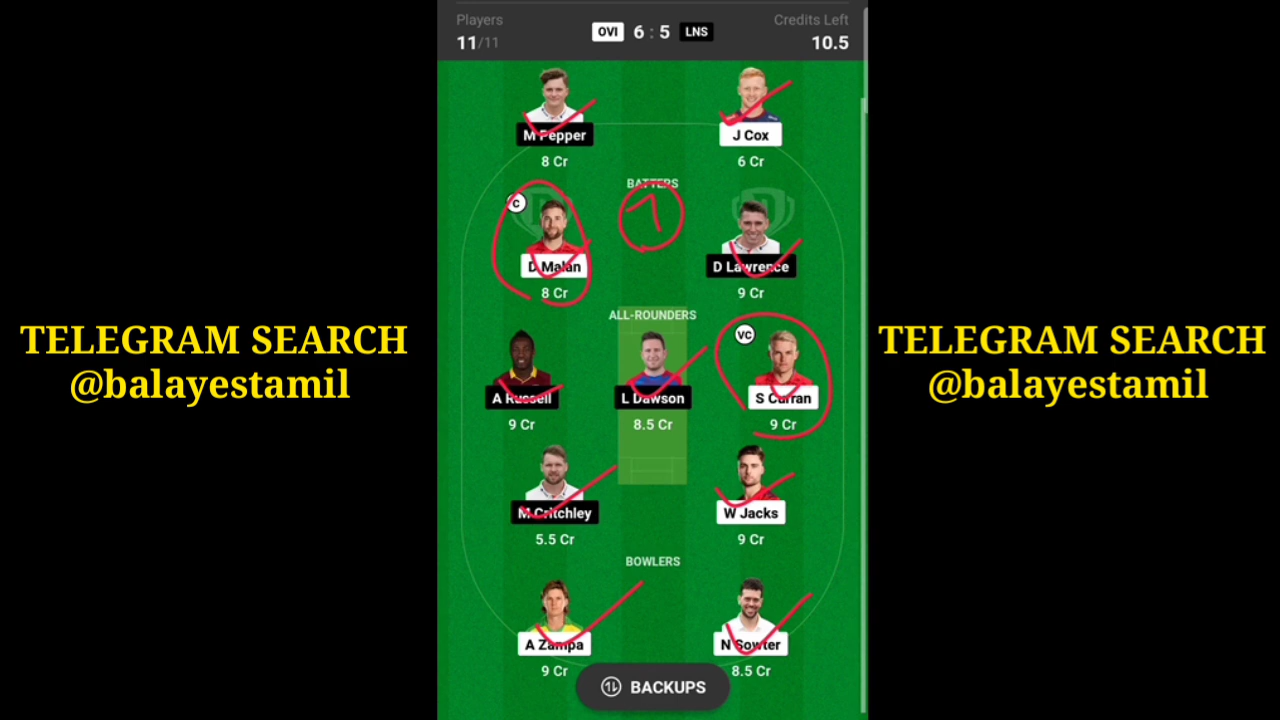 Players
Credits Left
11/11
OVI 6 : 5 LNS
10.5
M Pepper
J Cox
8 Cr
6 Cr
BATTERS
C
1
D Malan
D Lawrence
8 Cr
9 Cr
ALL-ROUNDERS
VC
TELEGRAM SEARCH
@balayestamil
TELEGRAM SEARCH
@balayestamil
A Russell
L Dawson
S Curran
9 Cr
8.5 Cr
9 Cr
M Critchley
W Jacks
5.5 Cr
9 Cr
BOWLERS
A Zampa
N Sowter
9 Cr
8.5 Cr
BACKUPS